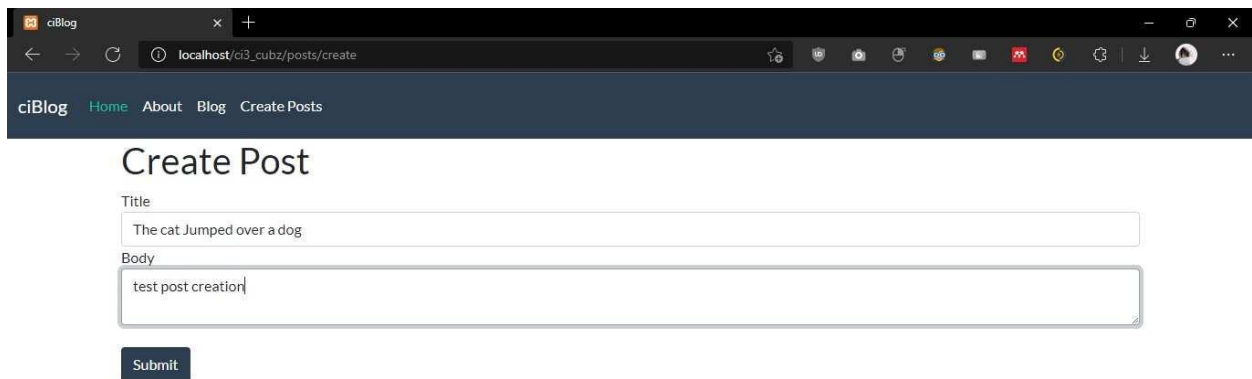 ciBlog
localhost/ci3_cubz/posts/create
ciBlog Home About Blog Create Posts
Create Post
Title
The cat Jumped over a dog
Body
test post creation
Submit